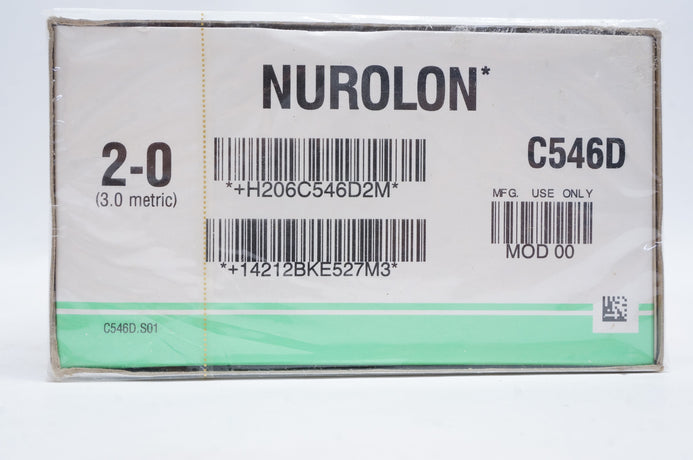 NUROLON*
2-0
(3.0 metric)
*+H206C546D2M*
C546D
MFG. USE ONLY
MOD 00
*+14212BKE527M3*
C546D.S01